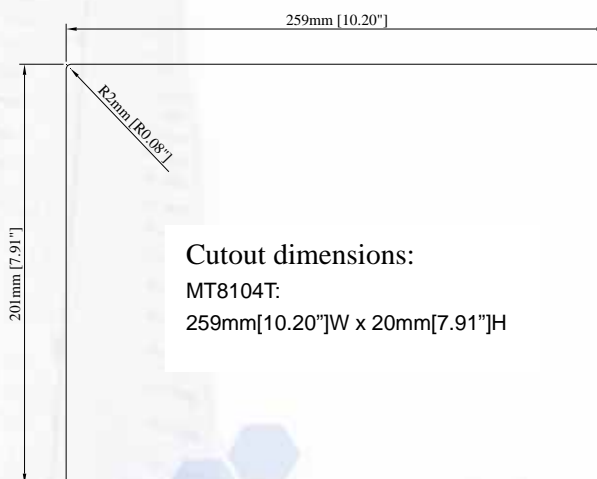 259mm [10.20"]
R2mm [R0.08"]
201mm [7.91"]
Cutout dimensions:
MT8104T:
259mm[10.20”]W x 20mm[7.91”]H